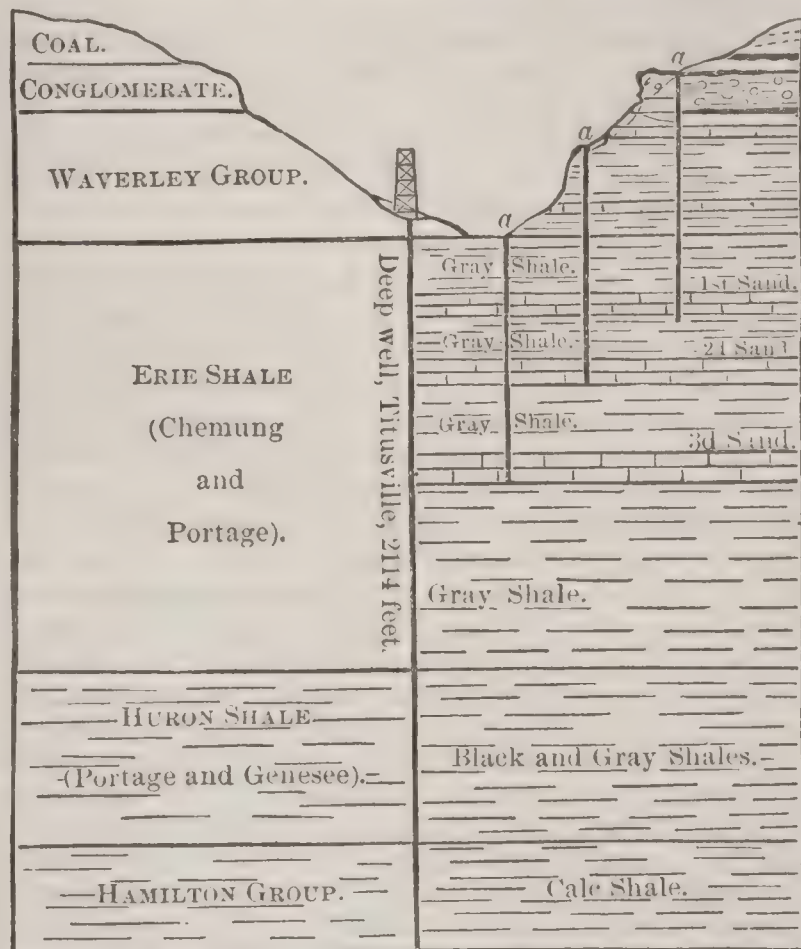 COAL.
CONGLOMERATE.
WAVERLEY GROUP.
ERIE SHALE
(Chemung
and
Portage).
HURON SHALE
(Portage and Genesee).
HAMILTON GROUP.
Deep well, Titusville, 2114 feet.
a
a
a
Gray Shale.
1st Sand.
Gray Shale.
2d Sand
Gray Shale.
3d Sand.
Gray Shale.
Black and Gray Shales.
Calc Shale.